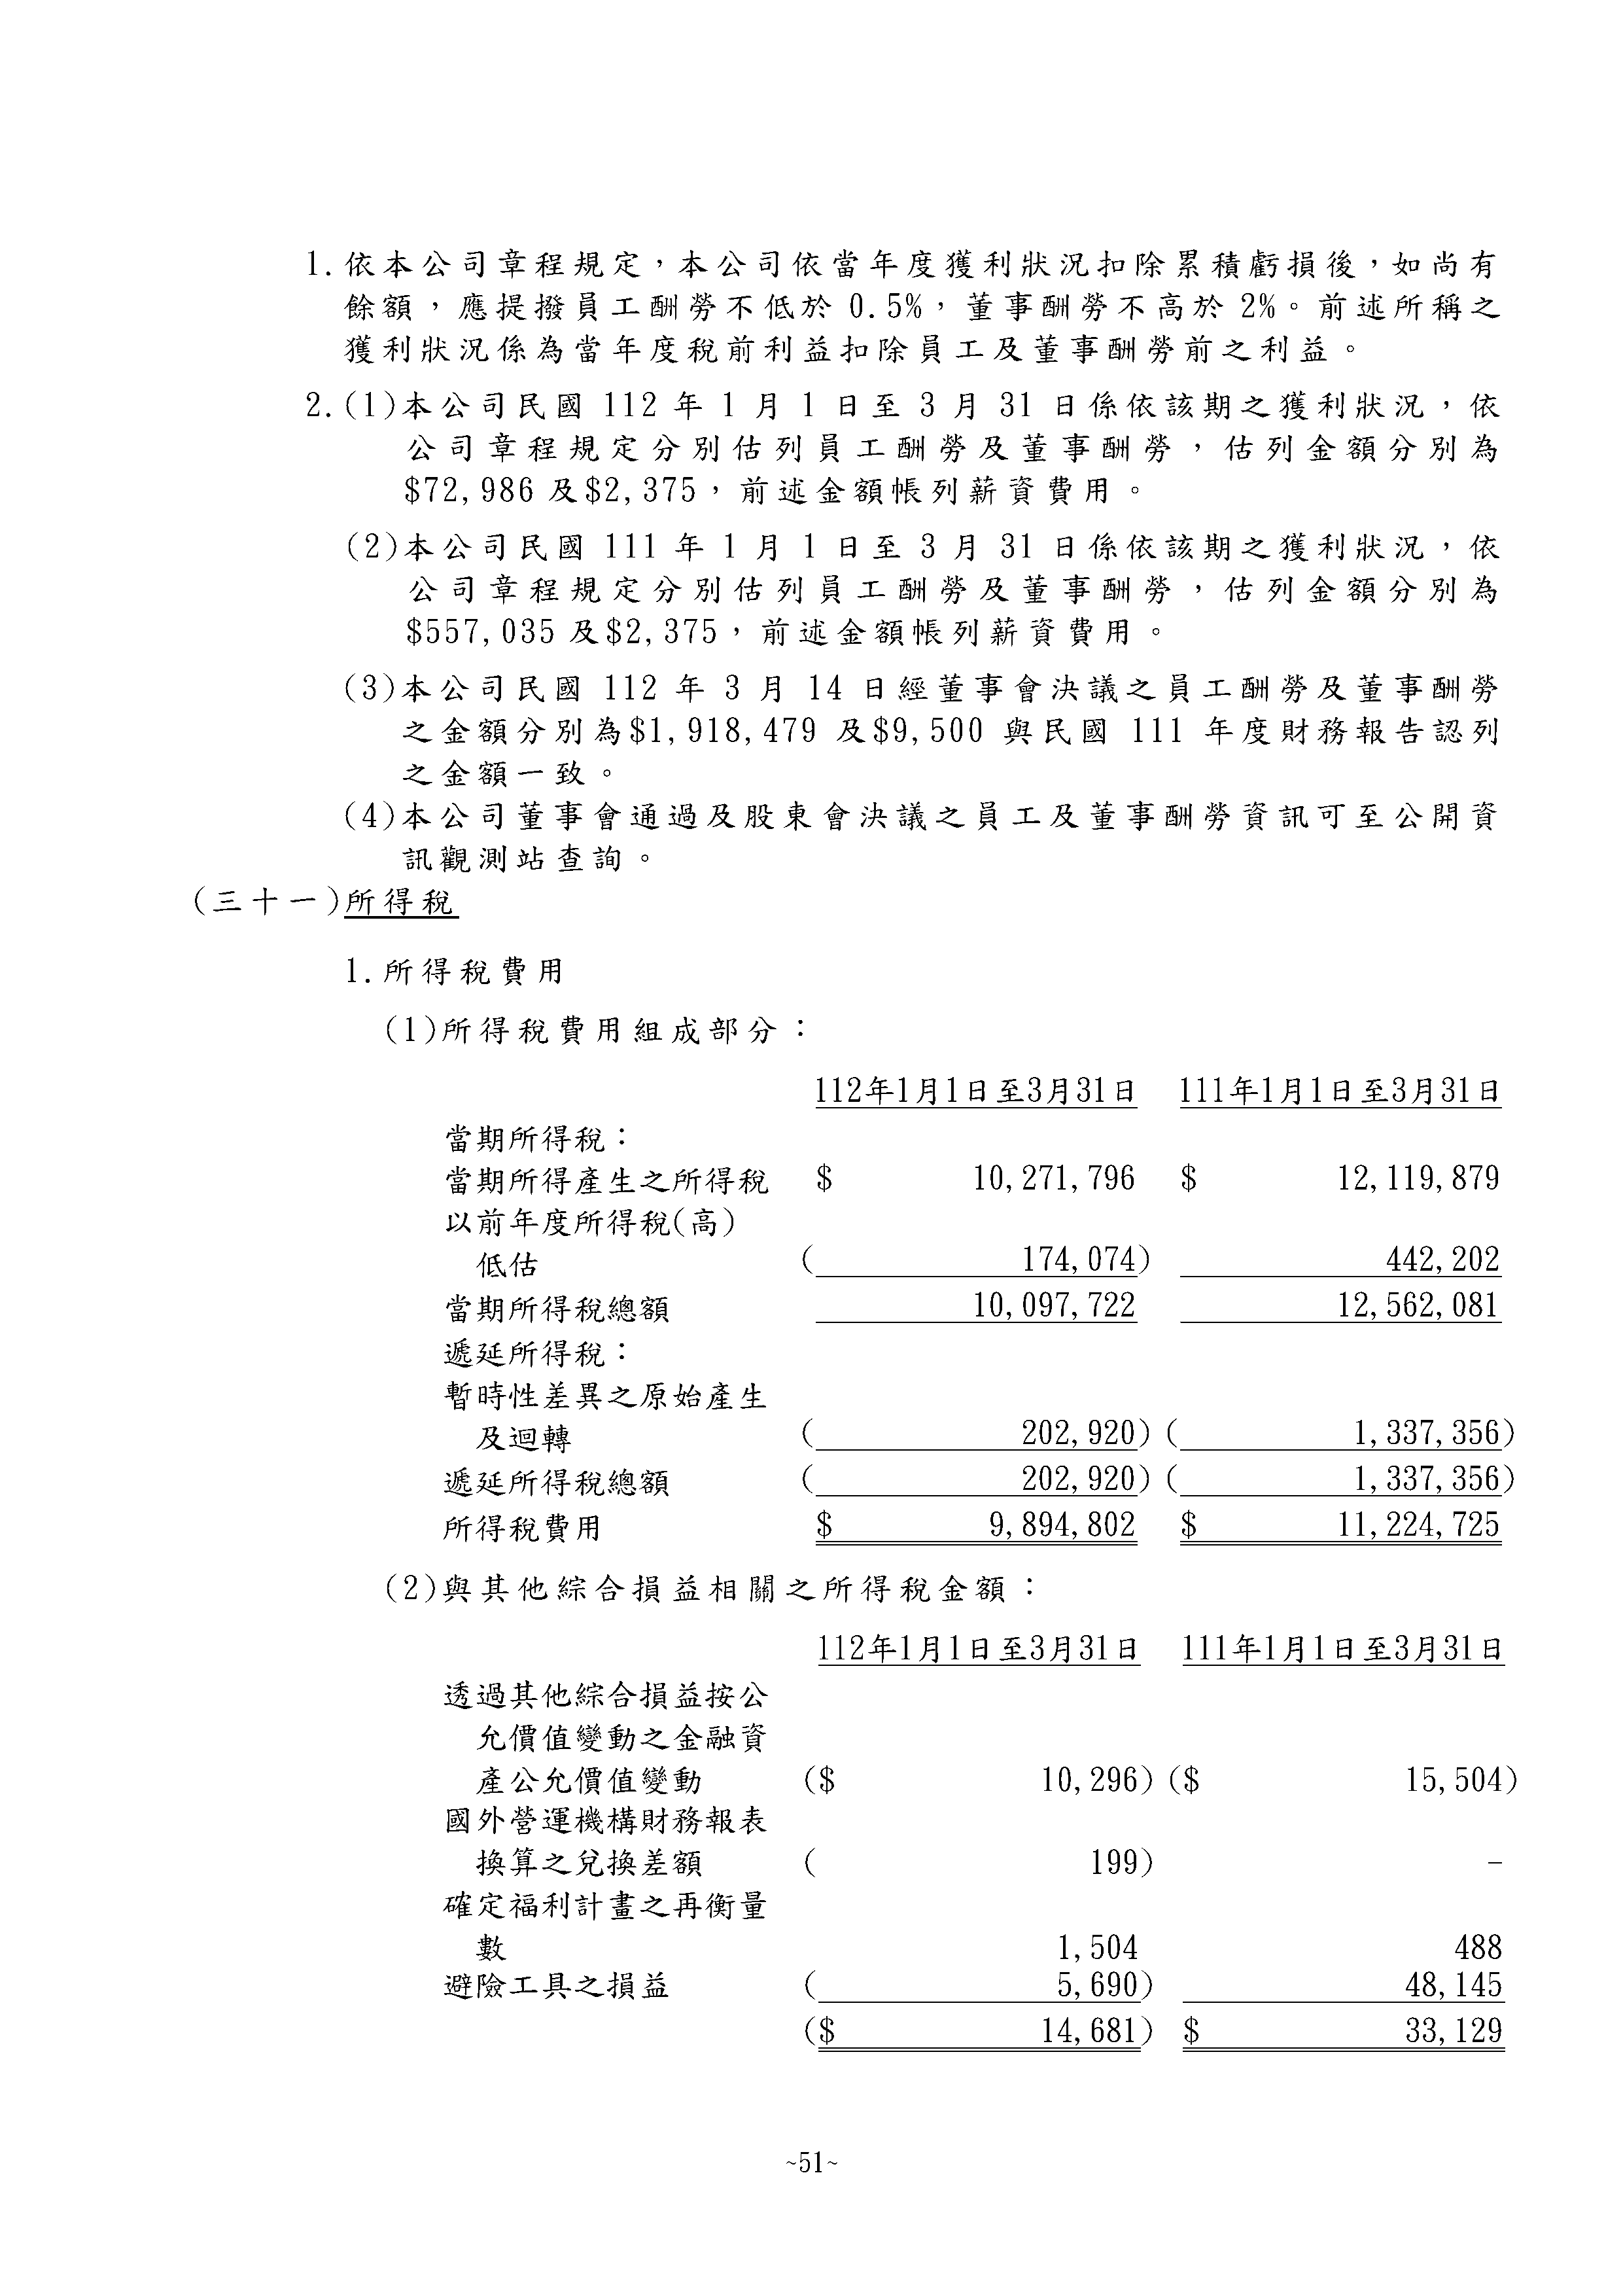 1.依本公司章程規定，本公司依當年度獲利狀況扣除累積虧損後，如尚有
餘額，應提撥員工酬勞不低於 0.5%，董事酬勞不高於 2%。前述所稱之
獲利狀況係為當年度稅前利益扣除員工及董事酬勞前之利益。
2.(1)本公司民國 112 年 1 月 1 日至 3 月 31 日係依該期之獲利狀況，依
公司章程規定分別估列員工酬勞及董事酬勞，估列金額分別為
$72,986 及$2,375，前述金額帳列薪資費用。
(2)本公司民國 111 年 1 月 1 日至 3 月 31 日係依該期之獲利狀況，依
公司章程規定分別估列員工酬勞及董事酬勞，估列金額分別為
$557,035 及$2,375，前述金額帳列薪資費用。
(3)本公司民國 112 年 3 月 14 日經董事會決議之員工酬勞及董事酬勞
之金額分別為$1,918,479 及$9,500 與民國 111 年度財務報告認列
之金額一致。
(4)本公司董事會通過及股東會決議之員工及董事酬勞資訊可至公開資
訊觀測站查詢。
(三十一)所得稅
1.所得稅費用
(1)所得稅費用組成部分：
112年1月1日至3月31日 111年1月1日至3月31日
當期所得稅：
當期所得產生之所得稅 $ 10,271,796 $ 12,119,879
以前年度所得稅(高)
低估 ( 174,074) 442,202
當期所得稅總額 10,097,722 12,562,081
遞延所得稅：
暫時性差異之原始產生
及迴轉 ( 202,920) ( 1,337,356)
遞延所得稅總額 ( 202,920) ( 1,337,356)
所得稅費用 $ 9,894,802 $ 11,224,725
(2)與其他綜合損益相關之所得稅金額：
112年1月1日至3月31日 111年1月1日至3月31日
透過其他綜合損益按公
允價值變動之金融資
產公允價值變動 ($ 10,296) ($ 15,504)
國外營運機構財務報表
換算之兌換差額 ( 199) -
確定福利計畫之再衡量
數 1,504 488
避險工具之損益 ( 5,690) 48,145
($ 14,681) $ 33,129
~51~